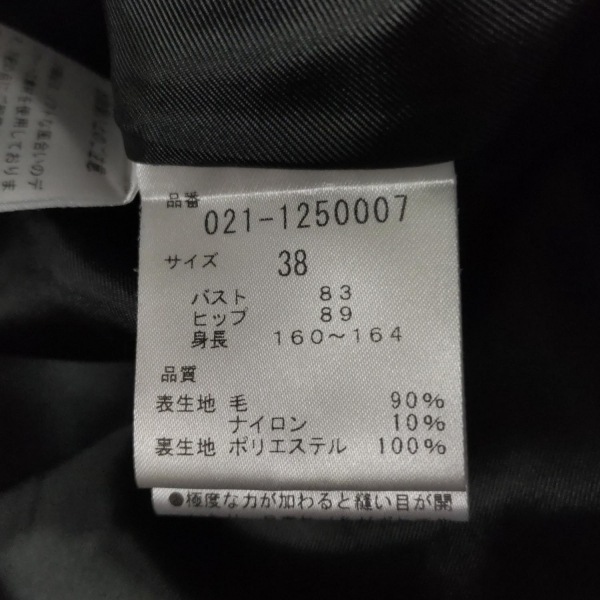 品番
021-1250007
サイズ 38
バスト 83
ヒップ 89
身長 160～164
品質
表生地 毛 90%
ナイロン 10%
裏生地 ポリエステル 100%
●極度な力が加わると縫い目が開